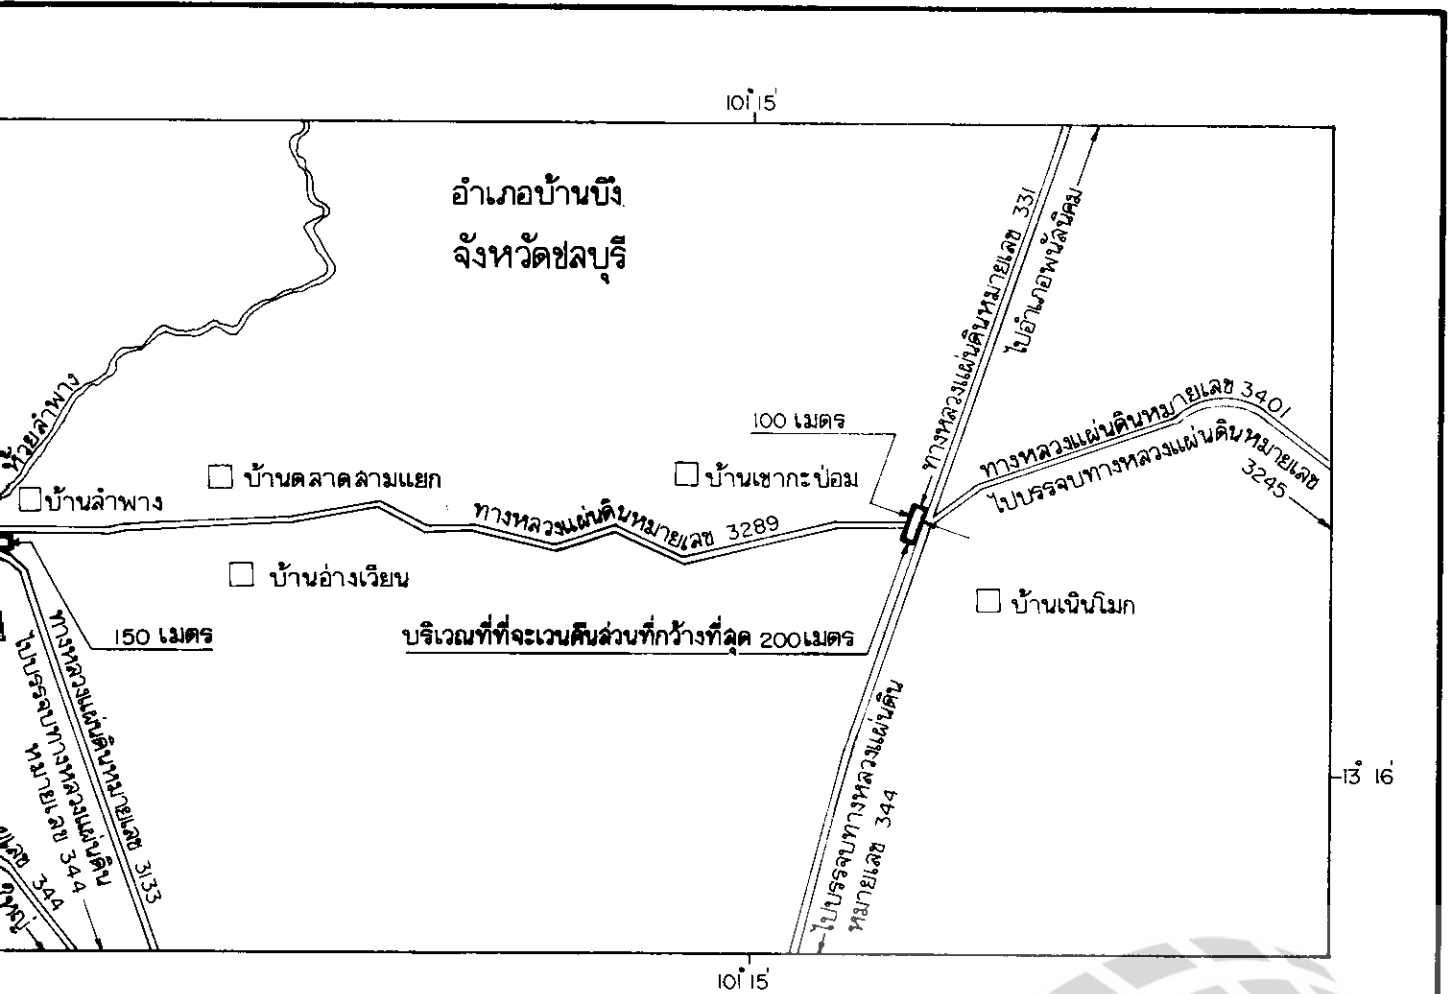 101° 15'
อำเภอบ้านบึง
จังหวัดชลบุรี
ทางหลวงแผ่นดินหมายเลข 331
ไปอำเภอพนัสนิคม
ห้วยลำพาง
100 เมตร
ทางหลวงแผ่นดินหมายเลข 3401
ไปบรรจบทางหลวงแผ่นดินหมายเลข
3245
บ้านลำพาง
บ้านตลาดสามแยก
บ้านเขากะป่อม
ทางหลวงแผ่นดินหมายเลข 3289
บ้านอ่างเวียน
บ้านเนินโมก
150 เมตร
บริเวณที่ที่จะเวนคืนส่วนที่กว้างที่สุด 200 เมตร
ทางหลวงแผ่นดินหมายเลข 3133
ไปบรรจบทางหลวงแผ่นดิน
หมายเลข 344
ไปบรรจบทางหลวงแผ่นดิน
หมายเลข 344
13° 16'
344
101° 15'